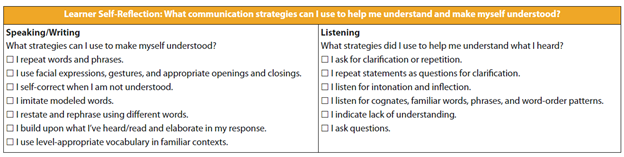 Learner Self-Reflection: What communication strategies can I use to help me understand and make myself understood?
Speaking/Writing
What strategies can I use to make myself understood?
☐ I repeat words and phrases.
☐ I use facial expressions, gestures, and appropriate openings and closings.
☐ I self-correct when I am not understood.
☐ I imitate modeled words.
☐ I restate and rephrase using different words.
☐ I build upon what I've heard/read and elaborate in my response.
☐ I use level-appropriate vocabulary in familiar contexts.
Listening
What strategies did I use to help me understand what I heard?
☐ I ask for clarification or repetition.
☐ I repeat statements as questions for clarification.
☐ I listen for intonation and inflection.
☐ I listen for cognates, familiar words, phrases, and word-order patterns.
☐ I indicate lack of understanding.
☐ I ask questions.